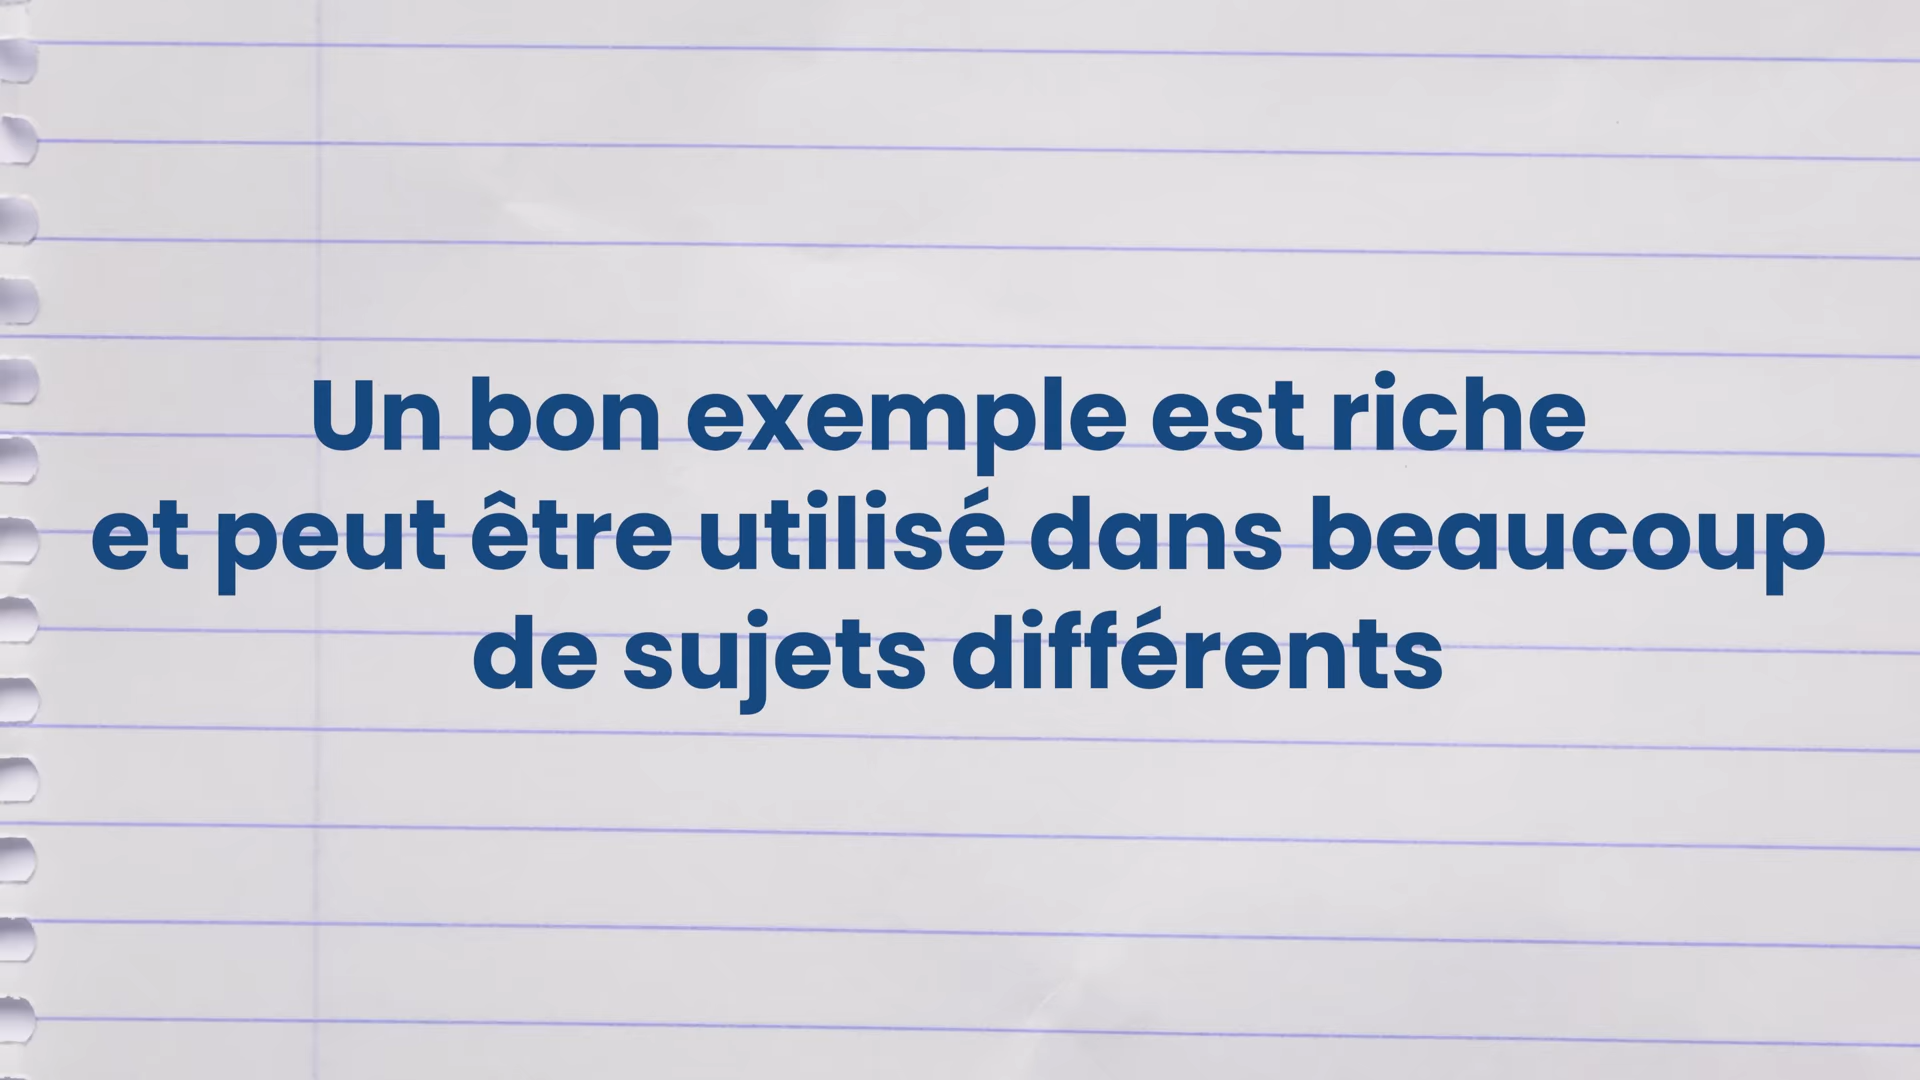 Un bon exemple est riche
et peut être utilisé dans beaucoup
de sujets différents